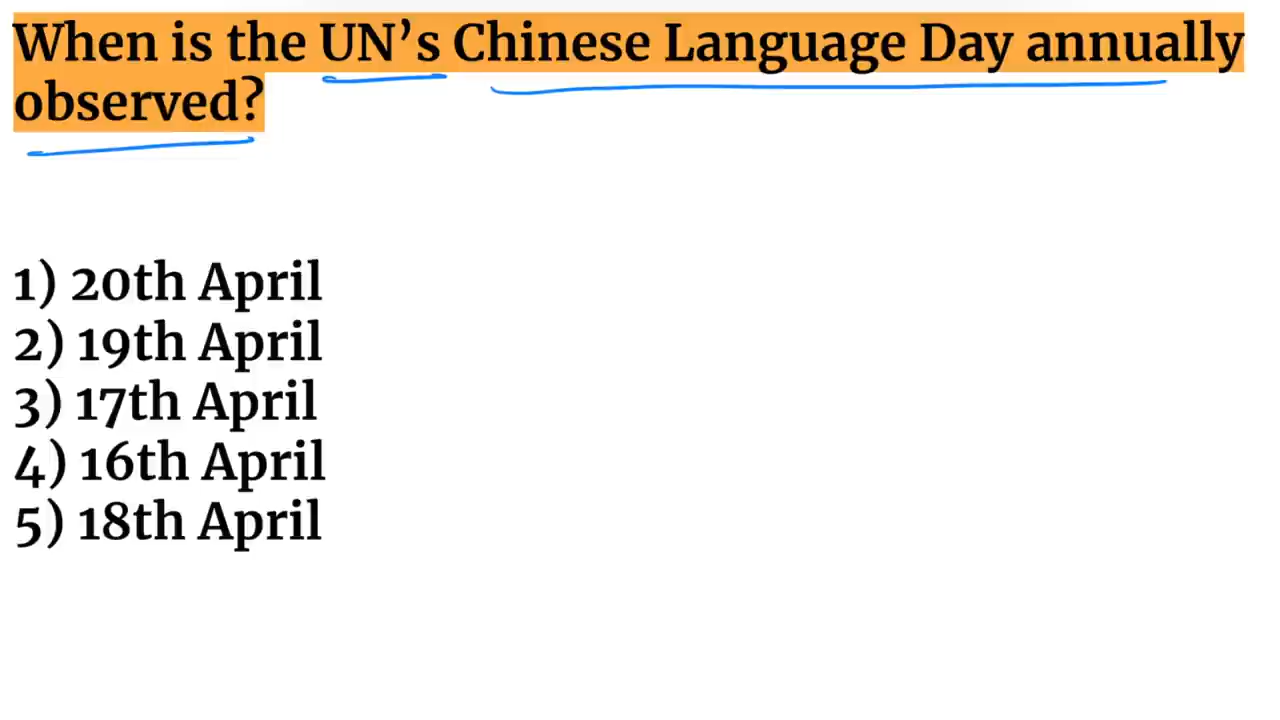 When is the UN’s Chinese Language Day annually
observed?
1) 20th April
2) 19th April
3) 17th April
4) 16th April
5) 18th April